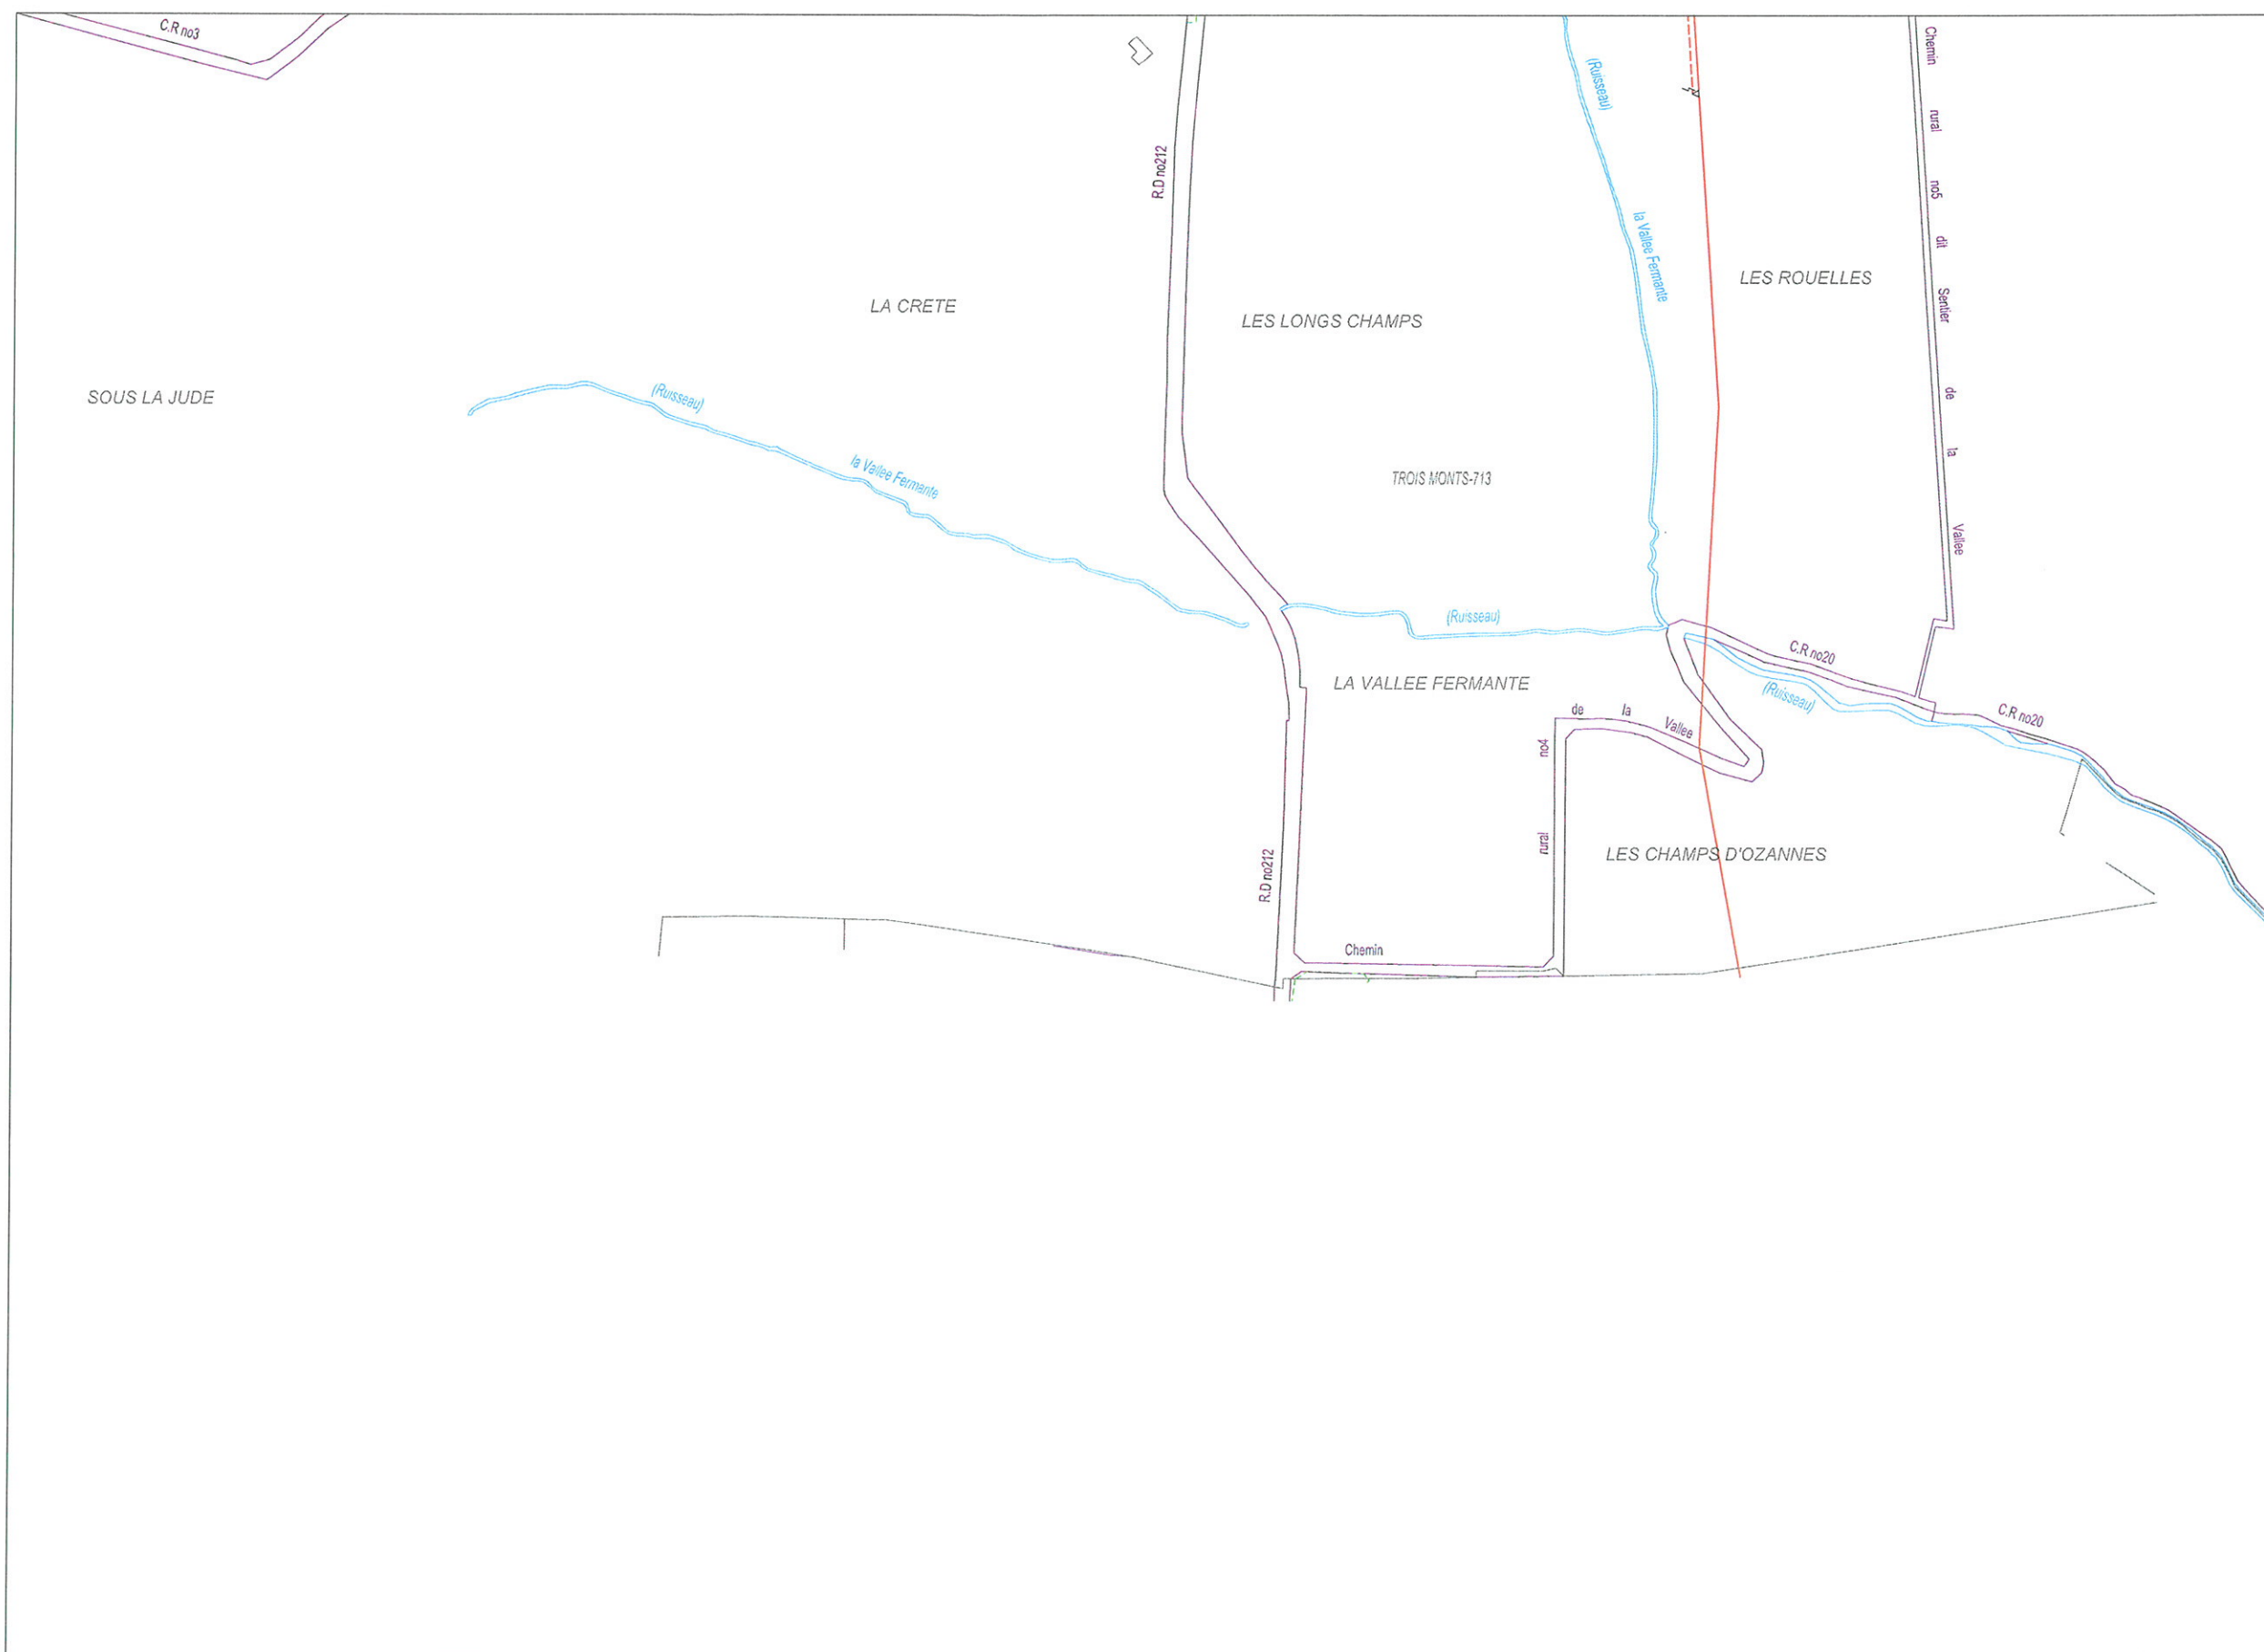 C.R no3
R.D no212
(Ruisseau)
la Vallee Fermante
Chemin rural no5 dit Sentier de la Vallee
LES ROUELLES
LA CRETE
LES LONGS CHAMPS
SOUS LA JUDE
(Ruisseau)
la Vallee Fermante
TROIS MONTS-713
(Ruisseau)
C.R no20
(Ruisseau)
LA VALLEE FERMANTE
C.R no20
Chemin rural no4 de la Vallee
R.D no212
LES CHAMPS D'OZANNES